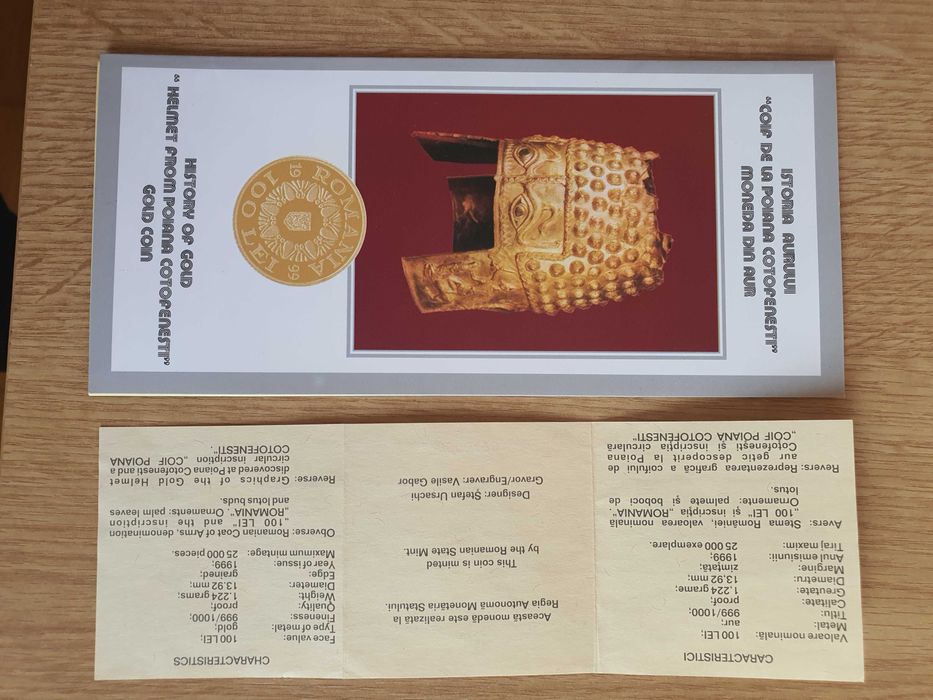 ISTORIA AURULUI
“COIF DE LA POIANA COTOFENESTI”
MONEDA DIN AUR
HISTORY OF GOLD
“ HELMET FROM POIANA COTOFENESTI”
GOLD COIN
ROMANIA
100 LEI
19 99
CARACTERISTICI
Valoare nominală: 100 LEI;
Metal: aur;
Titlu: 999/1000;
Calitate: proof;
Greutate: 1.224 grame;
Diametru: 13,92 mm;
Margine: zimțată;
Anul emisiunii: 1999;
Tiraj maxim: 25 000 exemplare.
Avers: Stema României, valorea nominală
„100 LEI" și inscripția „ROMANIA".
Ornamente: palmete și boboci de
lotus.
Revers: Reprezentarea grafică a coifului de
aur getic descoperit la Poiana
Cotofenești și inscripția circulară
„COIF POIANĂ COTOFENESTI".
Această monedă este realizată la
Regia Autonomă Monetăria Statului.
This coin is minted
by the Romanian State Mint.
Designer: Ștefan Ursachi
Gravor/Engraver: Vasile Gabor
CHARACTERISTICS
Face value: 100 LEI;
Type of metal: gold;
Fineness: 999/1000;
Quality: proof;
Weight: 1.224 grams;
Diameter: 13.92 mm;
Edge: grained;
Year of issue: 1999;
Maximum mintage: 25 000 pieces.
Obverse: Romanian Coat of Arms, denomination
„100 LEI" and the inscription
„ROMANIA". Ornaments: palm leaves
and lotus buds.
Reverse: Graphics of the Gold Helmet
discovered at Poiana Cotofenești and a
circular inscription „COIF POIANĂ
COTOFENESTI".